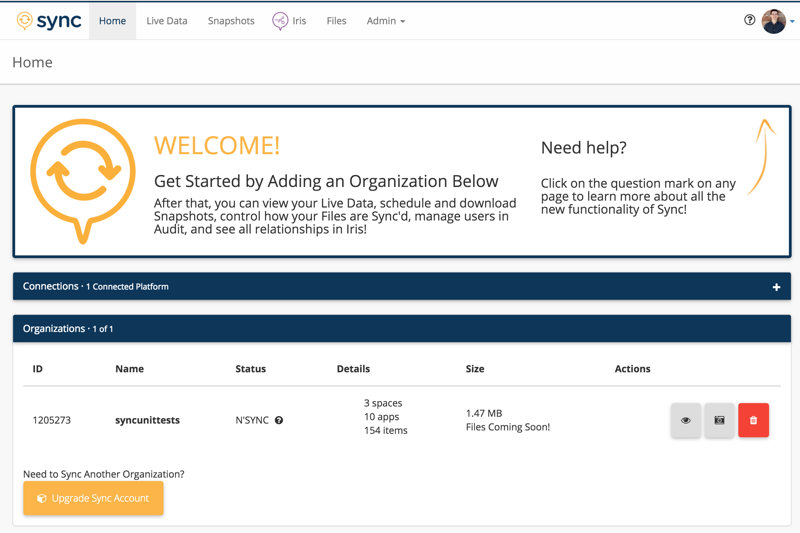 sync Home Live Data Snapshots Iris Files Admin
Home
WELCOME!
Get Started by Adding an Organization Below
After that, you can view your Live Data, schedule and download
Snapshots, control how your Files are Sync'd, manage users in
Audit, and see all relationships in Iris!
Need help?
Click on the question mark on any
page to learn more about all the
new functionality of Sync!
Connections · 1 Connected Platform
Organizations · 1 of 1
ID Name Status Details Size Actions
1205273 syncunittests N'SYNC
3 spaces
10 apps
154 items
1.47 MB
Files Coming Soon!
Need to Sync Another Organization?
Upgrade Sync Account